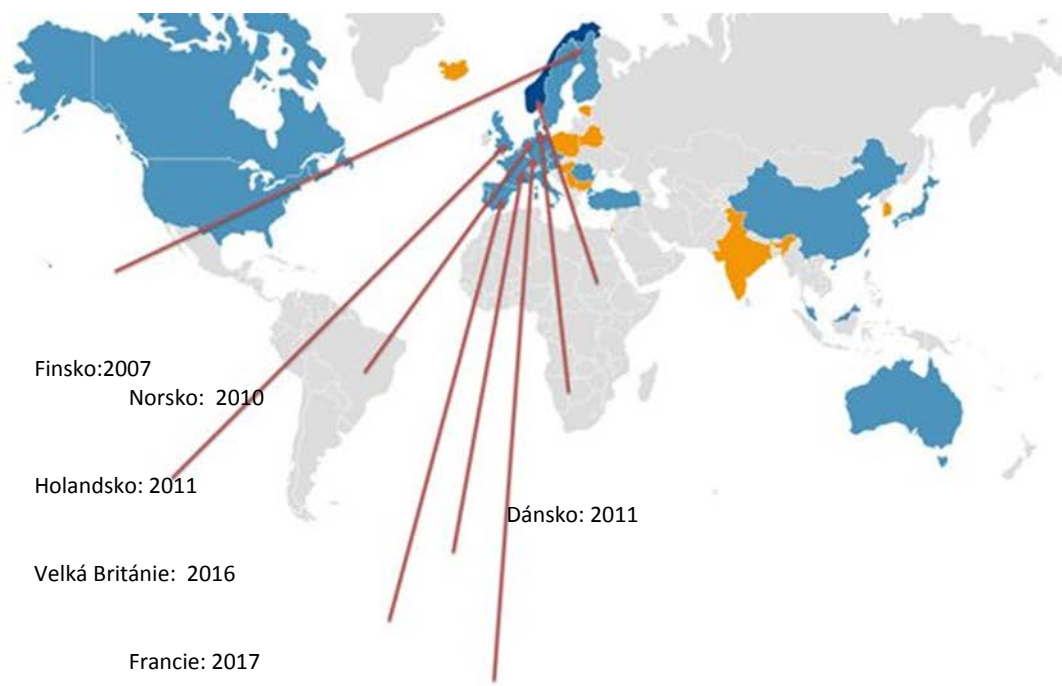 Finsko:2007
Norsko:  2010
Holandsko: 2011
Dánsko: 2011
Velká Británie:  2016
Francie: 2017